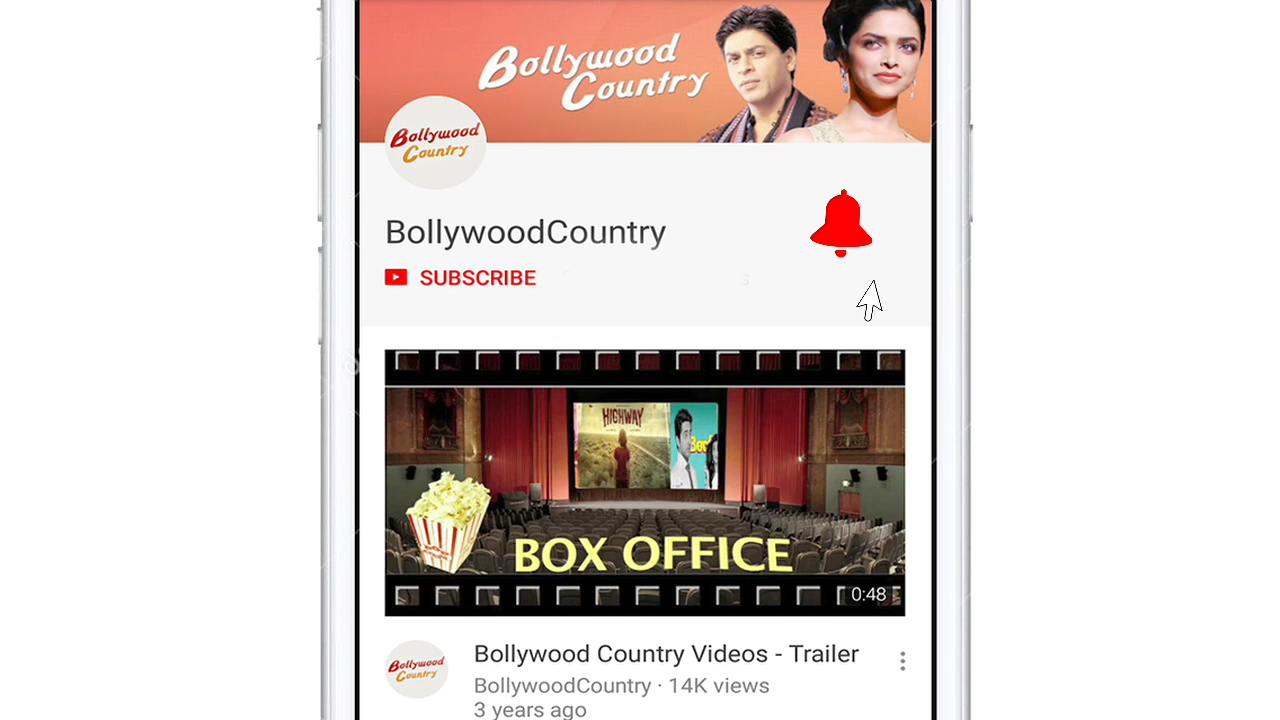 Bollywood
Country
Bollywood
Country
BollywoodCountry
SUBSCRIBE
HIGHWAY
BOX OFFICE
0:48
Bollywood Country Videos - Trailer
Bollywood
Country
BollywoodCountry · 14K views
3 years ago